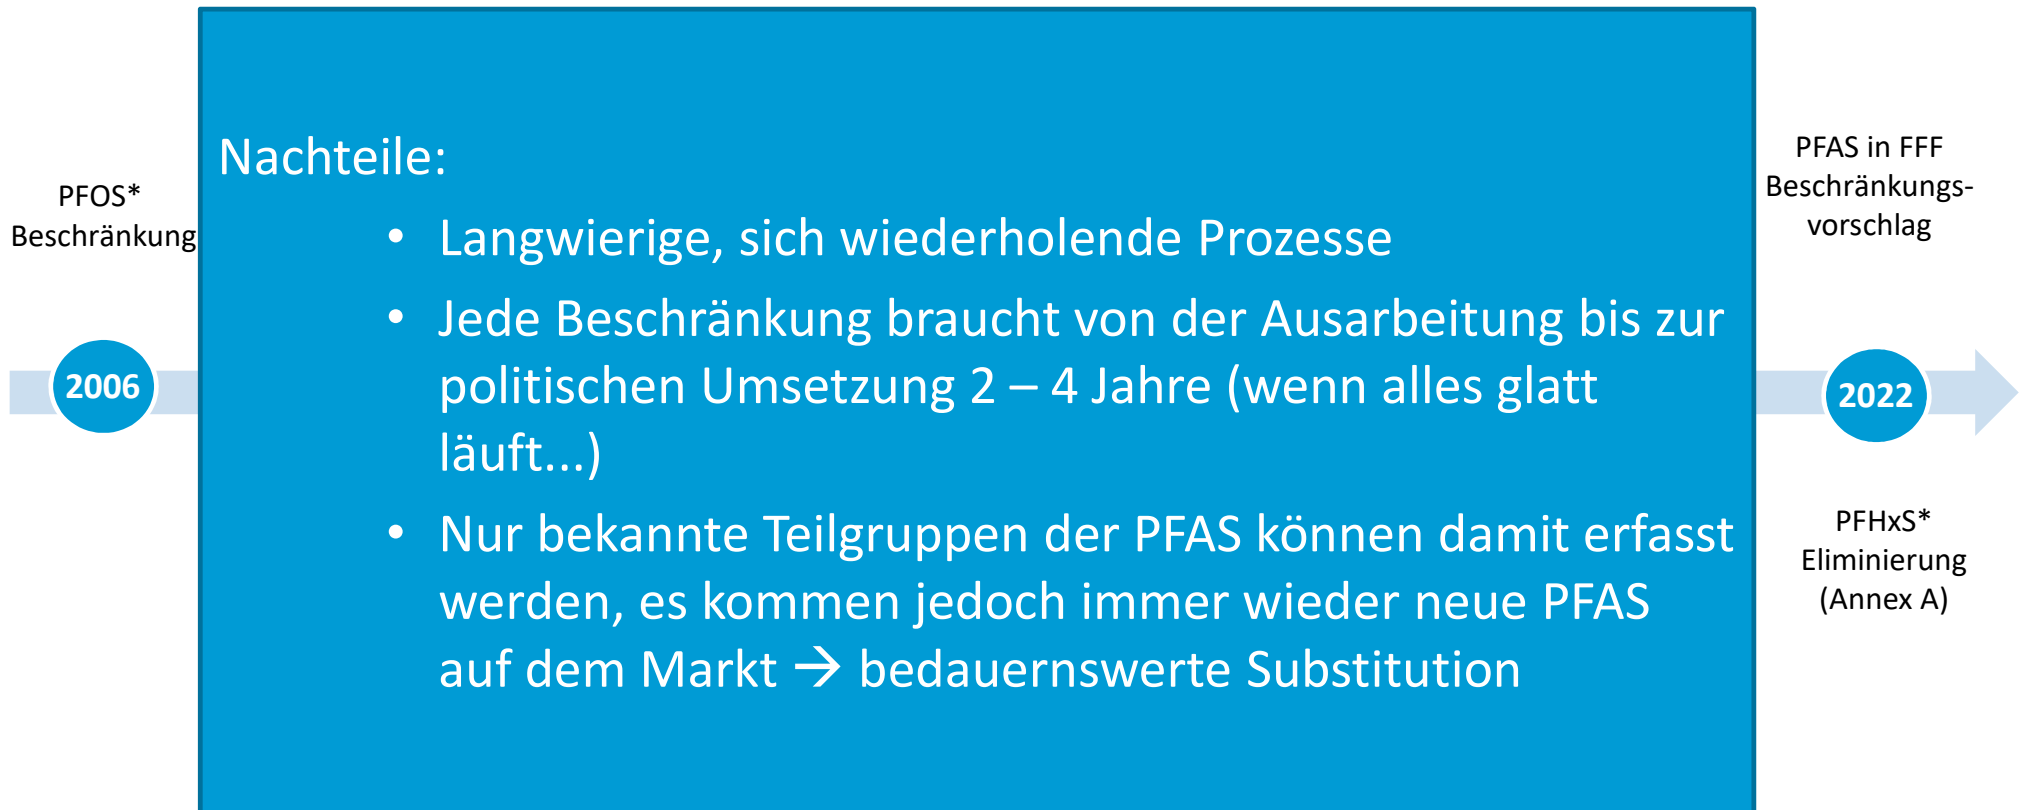 PFOS*
Beschränkung
2006
Nachteile:
• Langwierige, sich wiederholende Prozesse
• Jede Beschränkung braucht von der Ausarbeitung bis zur
politischen Umsetzung 2 – 4 Jahre (wenn alles glatt
läuft...)
• Nur bekannte Teilgruppen der PFAS können damit erfasst
werden, es kommen jedoch immer wieder neue PFAS
auf dem Markt → bedauernswerte Substitution
PFAS in FFF
Beschränkungs-
vorschlag
2022
PFHxS*
Eliminierung
(Annex A)